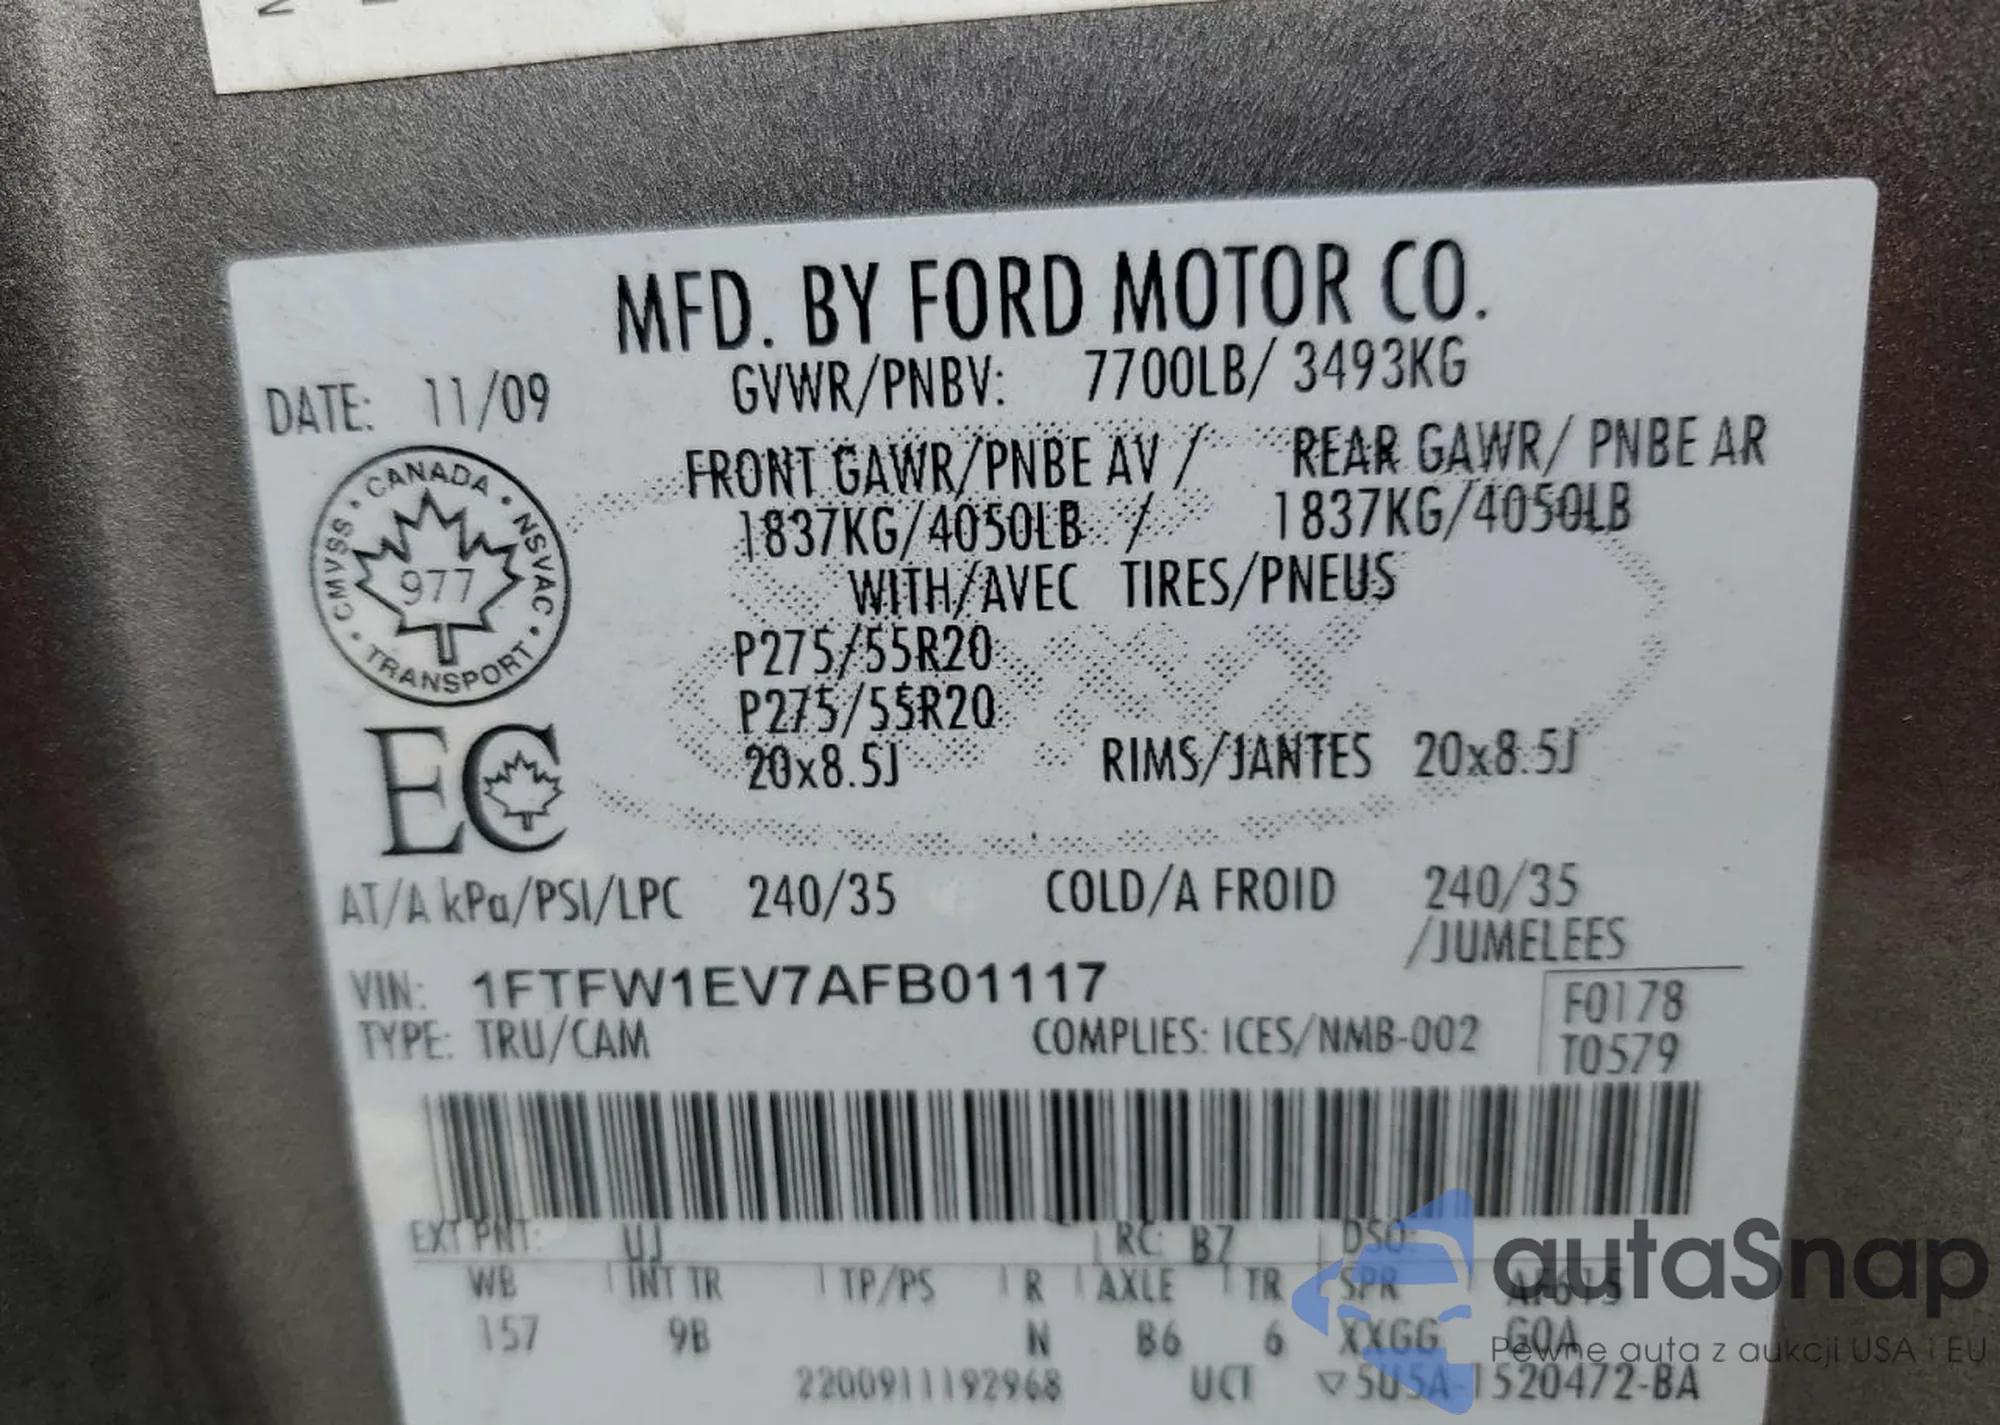 MFD. BY FORD MOTOR CO.
DATE: 11/09
GVWR/PNBV: 7700LB/ 3493KG
FRONT GAWR/PNBE AV / REAR GAWR/ PNBE AR
1837KG/4050LB / 1837KG/4050LB
WITH/AVEC TIRES/PNEUS
P275/55R20
P275/55R20
20x8.5J RIMS/JANTES 20x8.5J
CANADA
CMVSS • NSVAC
977
TRANSPORT
EC
AT/A kPa/PSI/LPC 240/35 COLD/A FROID 240/35
/JUMELEES
VIN: 1FTFW1EV7AFB01117
F0178
TYPE: TRU/CAM COMPLIES: ICES/NMB-002
T0579
EXT PNT: UJ RC: B7 DSO:
WB INT TR TP/PS R AXLE TR SPR
157 9B N B6 6 XXGG GOA
2200911192968 UCT ▽5U5A-1520472-BA
autaSnap
Pewne auta z aukcji USA i EU